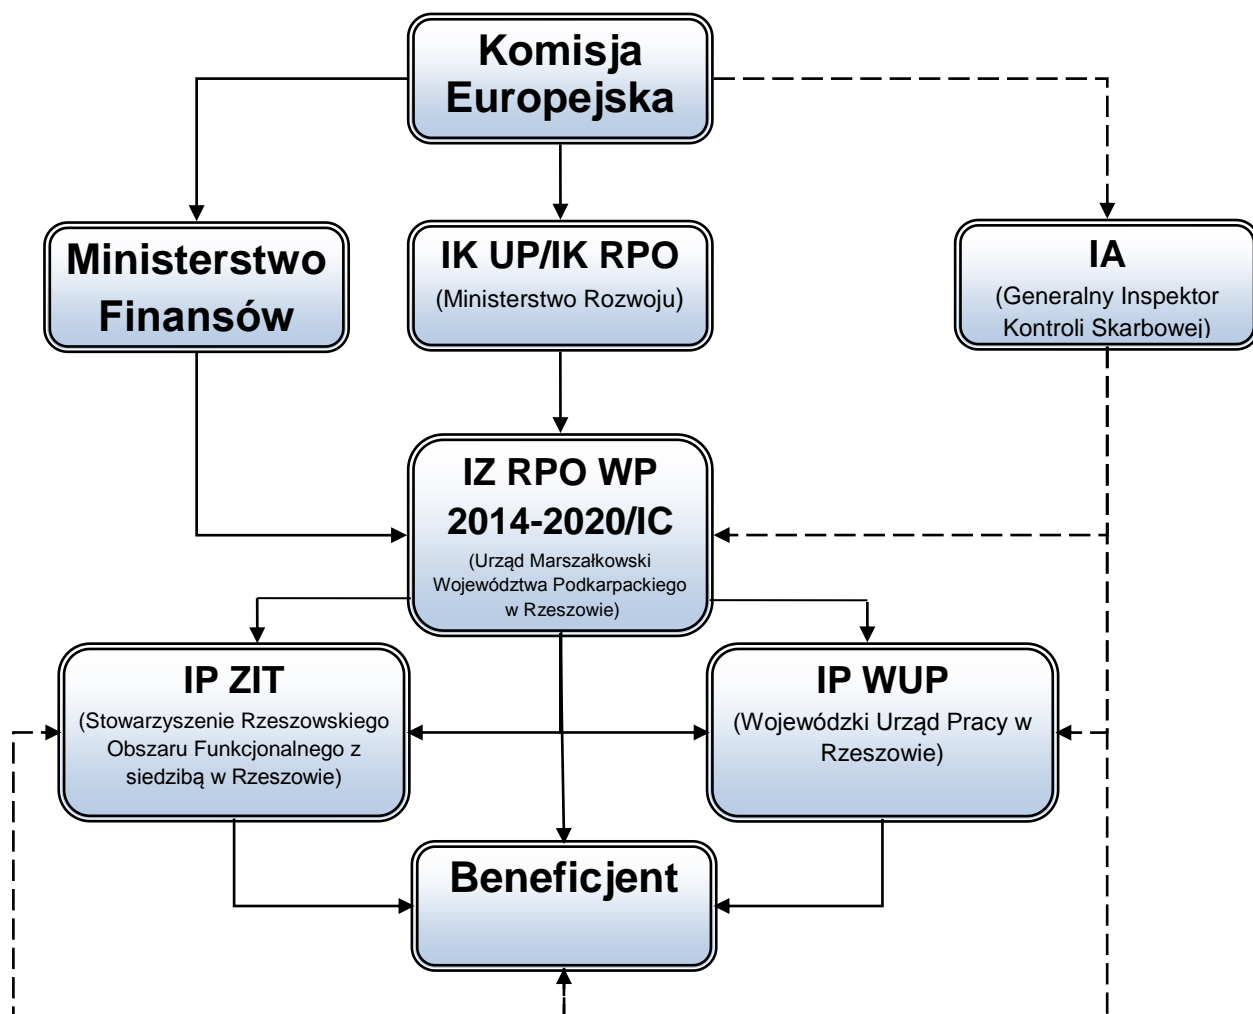 Komisja
Europejska
Ministerstwo
Finansów
IK UP/IK RPO
(Ministerstwo Rozwoju)
IA
(Generalny Inspektor
Kontroli Skarbowej)
IZ RPO WP
2014-2020/IC
(Urząd Marszałkowski
Województwa Podkarpackiego
w Rzeszowie)
IP ZIT
(Stowarzyszenie Rzeszowskiego
Obszaru Funkcjonalnego z
siedzibą w Rzeszowie)
IP WUP
(Wojewódzki Urząd Pracy w
Rzeszowie)
Beneficjent